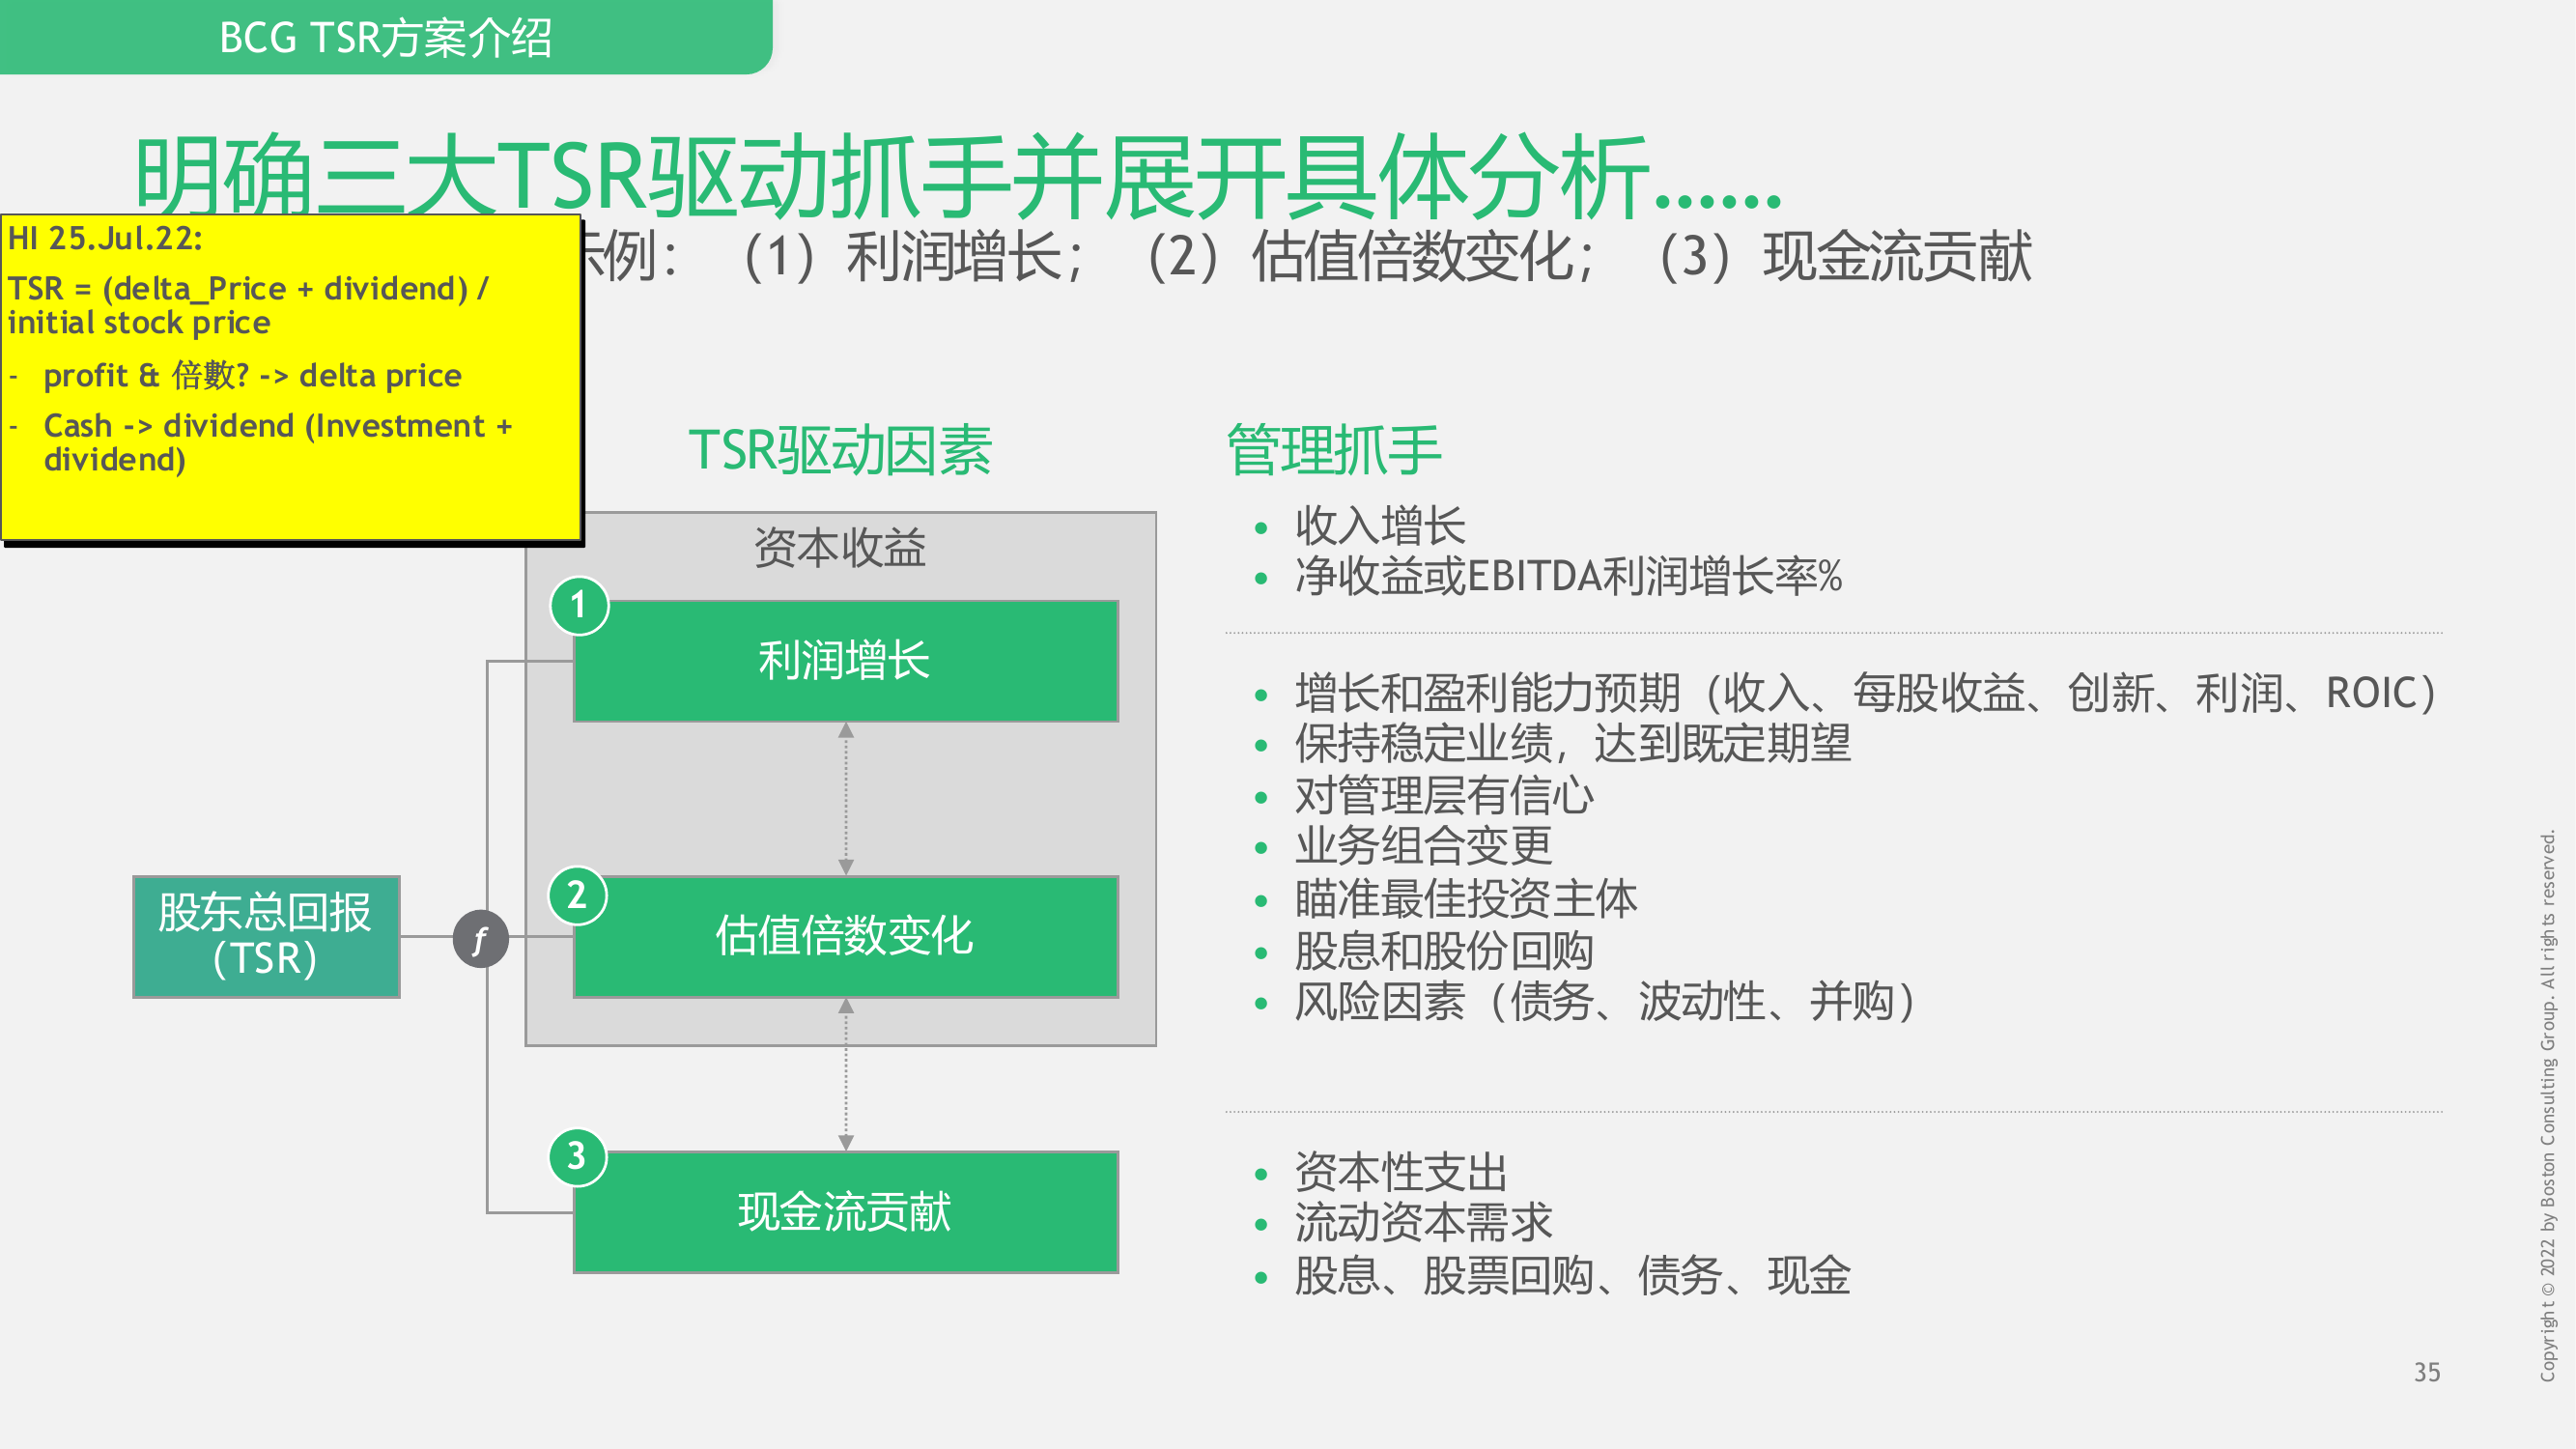 BCG TSR方案介绍
明确三大TSR驱动抓手并展开具体分析......
例：（1）利润增长；（2）估值倍数变化；（3）现金流贡献
HI 25.Jul.22:
TSR = (delta_Price + dividend) /
initial stock price
- profit & 倍數? -> delta price
- Cash -> dividend (Investment +
dividend)
TSR驱动因素
资本收益
1
利润增长
2
估值倍数变化
3
现金流贡献
股东总回报
(TSR)
f
管理抓手
• 收入增长
• 净收益或EBITDA利润增长率%
• 增长和盈利能力预期（收入、每股收益、创新、利润、ROIC）
• 保持稳定业绩，达到既定期望
• 对管理层有信心
• 业务组合变更
• 瞄准最佳投资主体
• 股息和股份回购
• 风险因素（债务、波动性、并购）
• 资本性支出
• 流动资本需求
• 股息、股票回购、债务、现金
35
Copyright © 2022 by Boston Consulting Group. All rights reserved.